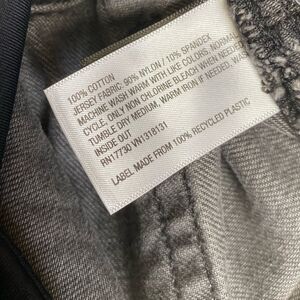 100% COTTON
JERSEY FABRIC: 90% NYLON / 10% SPANDEX
MACHINE WASH WARM WITH LIKE COLORS, NORMAL
CYCLE, ONLY NON CHLORINE BLEACH WHEN NEEDED
TUMBLE DRY MEDIUM, WARM IRON IF NEEDED, WASH
INSIDE OUT
RN17730 VN1318131
LABEL MADE FROM 100% RECYCLED PLASTIC